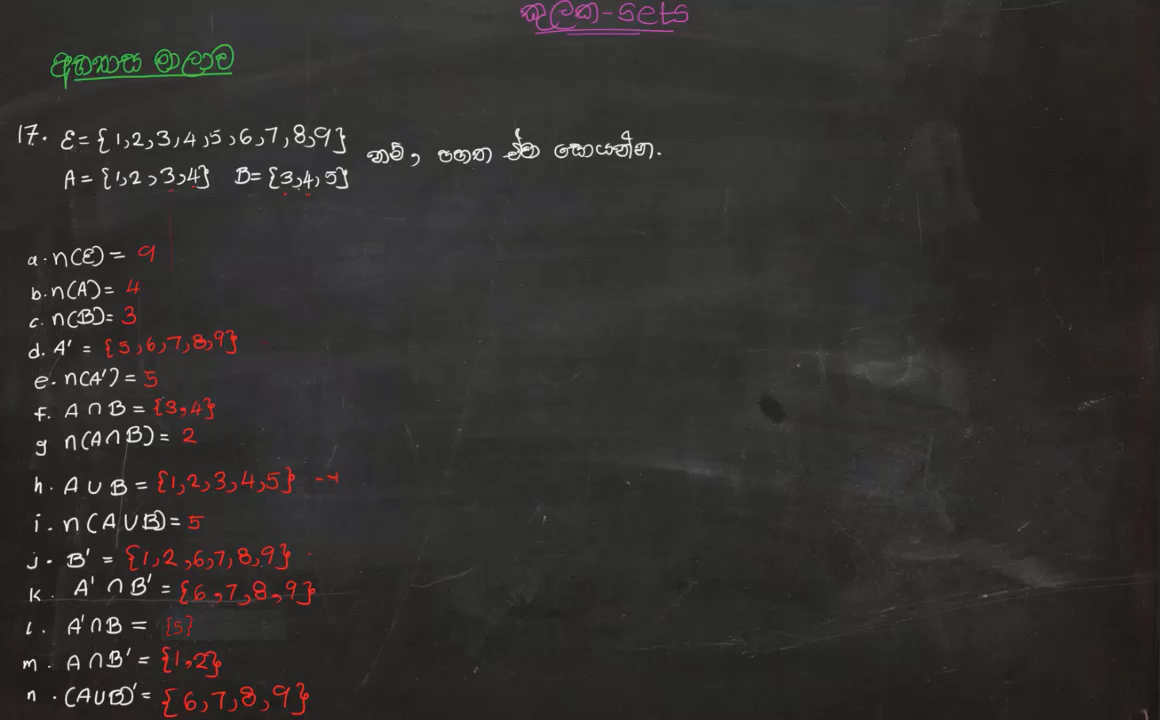 කුලක-sets
අභ්‍යාස මාලාව
17. ε= { 1,2,3,4,5,6,7,8,9}
A= {1,2,3,4} B= {3,4,5} නම්, පහත ඒවා සොයන්න.
a. n(ε) = 9
b. n(A)= 4
c. n(B)= 3
d. A' = {5,6,7,8,9}
e. n(A') = 5
f. A ∩ B = {3,4}
g n(A∩B) = 2
h. A ∪ B = {1,2,3,4,5}
i. n(A∪B)= 5
j. B' = {1,2,6,7,8,9}
k. A' ∩ B' = {6,7,8,9}
l. A'∩B = {5}
m. A∩B' = {1,2}
n. (A∪B)' = {6,7,8,9}